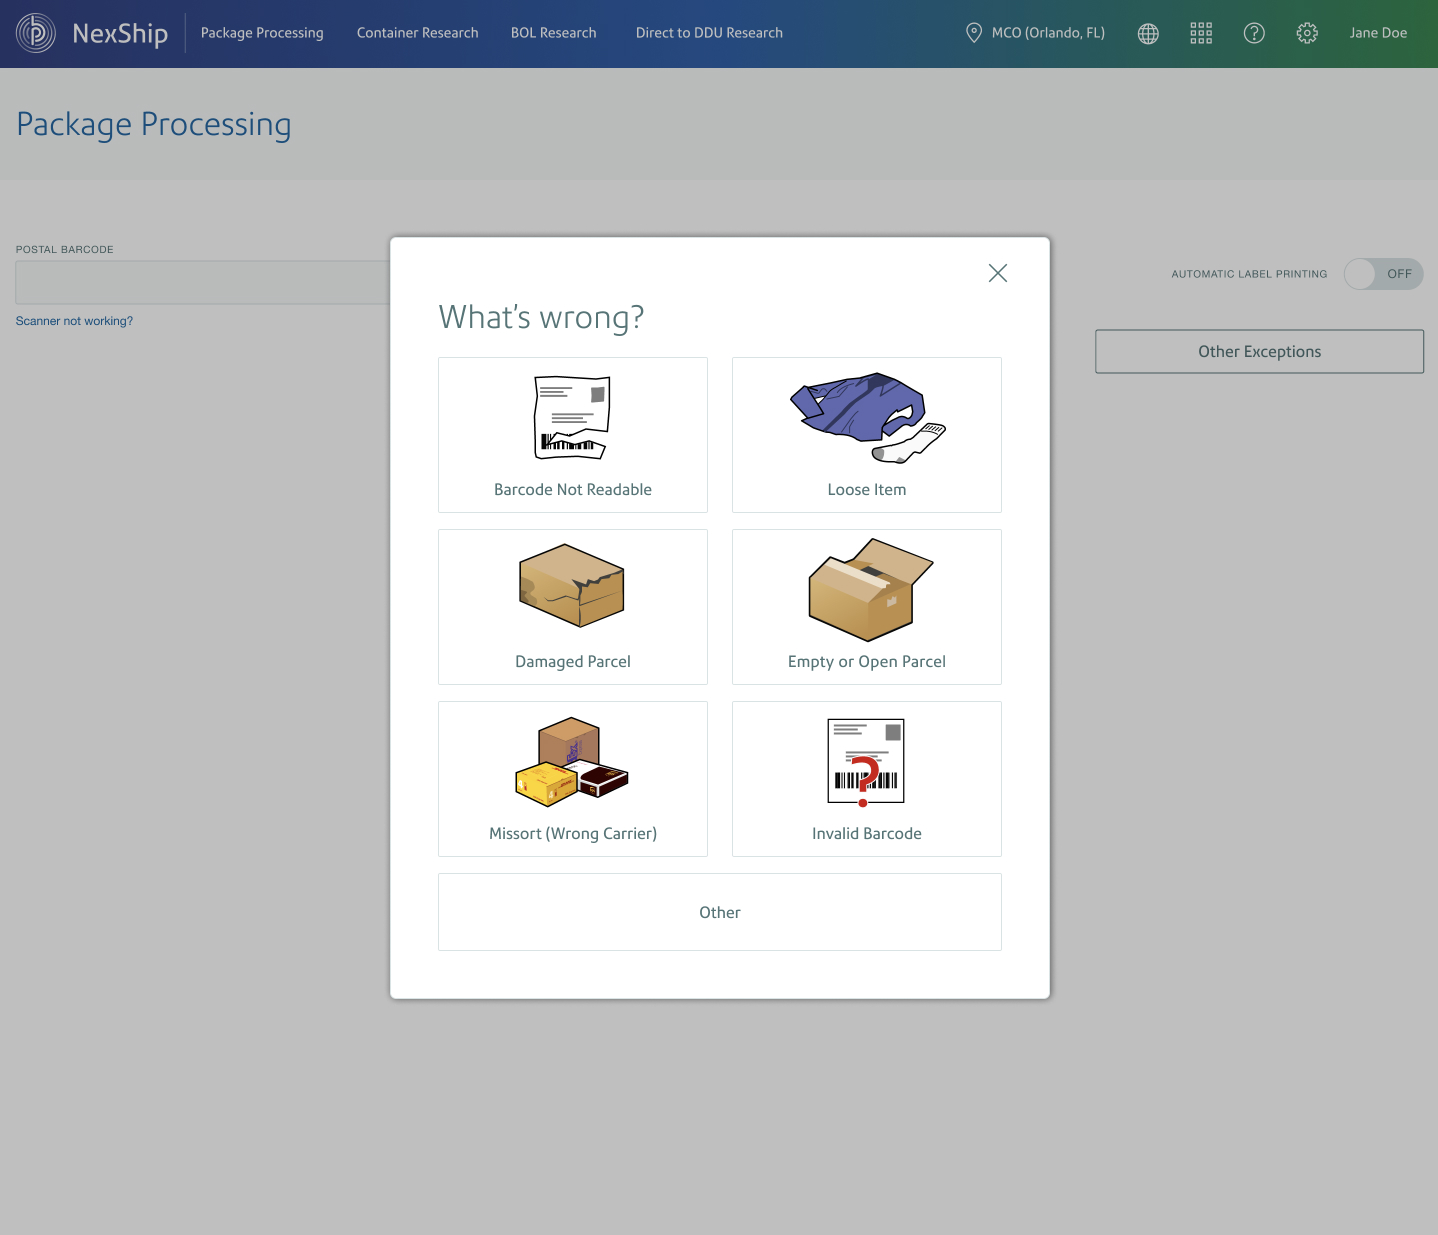 NexShip
Package Processing
Container Research
BOL Research
Direct to DDU Research
MCO (Orlando, FL)
Jane Doe
Package Processing
POSTAL BARCODE
Scanner not working?
AUTOMATIC LABEL PRINTING
OFF
Other Exceptions
What's wrong?
Barcode Not Readable
Loose Item
Damaged Parcel
Empty or Open Parcel
Missort (Wrong Carrier)
?
Invalid Barcode
Other